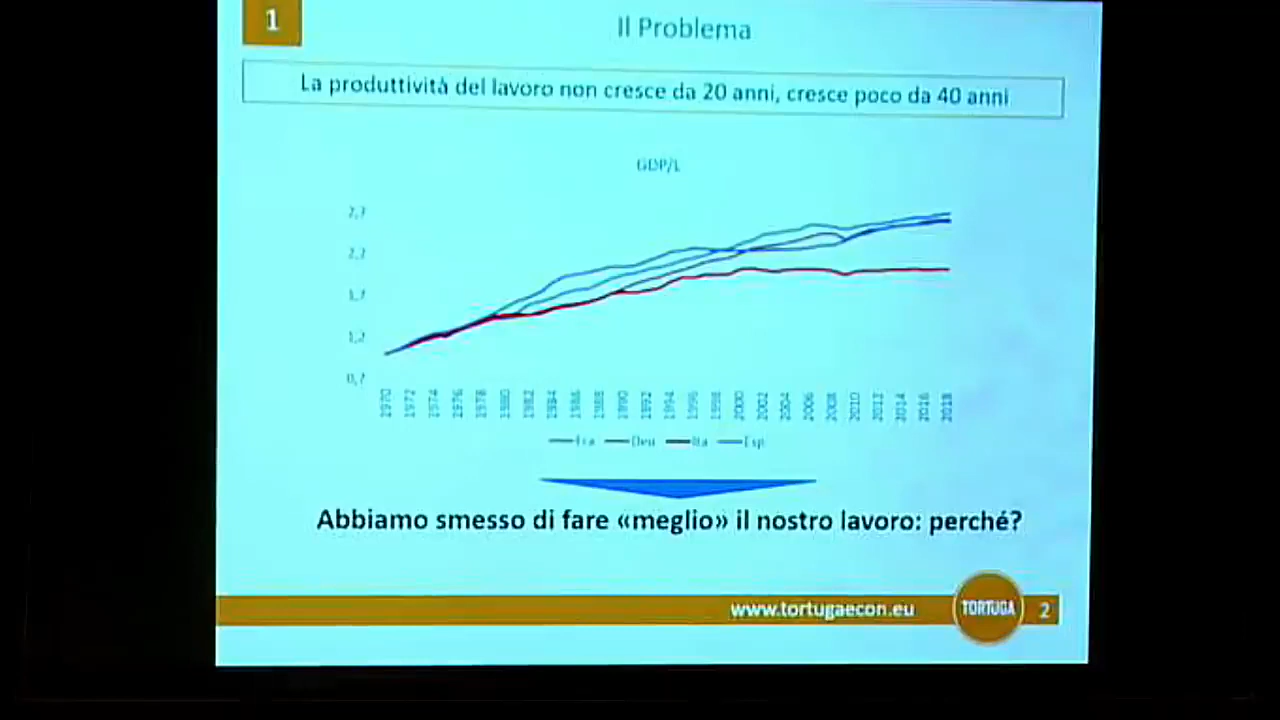 1
Il Problema
La produttività del lavoro non cresce da 20 anni, cresce poco da 40 anni
GDP/L
2,7
2,2
1,7
1,2
0,7
1970 1972 1974 1976 1978 1980 1982 1984 1986 1988 1990 1992 1994 1996 1998 2000 2002 2004 2006 2008 2010 2012 2014 2016 2018
Fra Deu Ita Esp
Abbiamo smesso di fare «meglio» il nostro lavoro: perché?
www.tortugaecon.eu TORTUGA 2